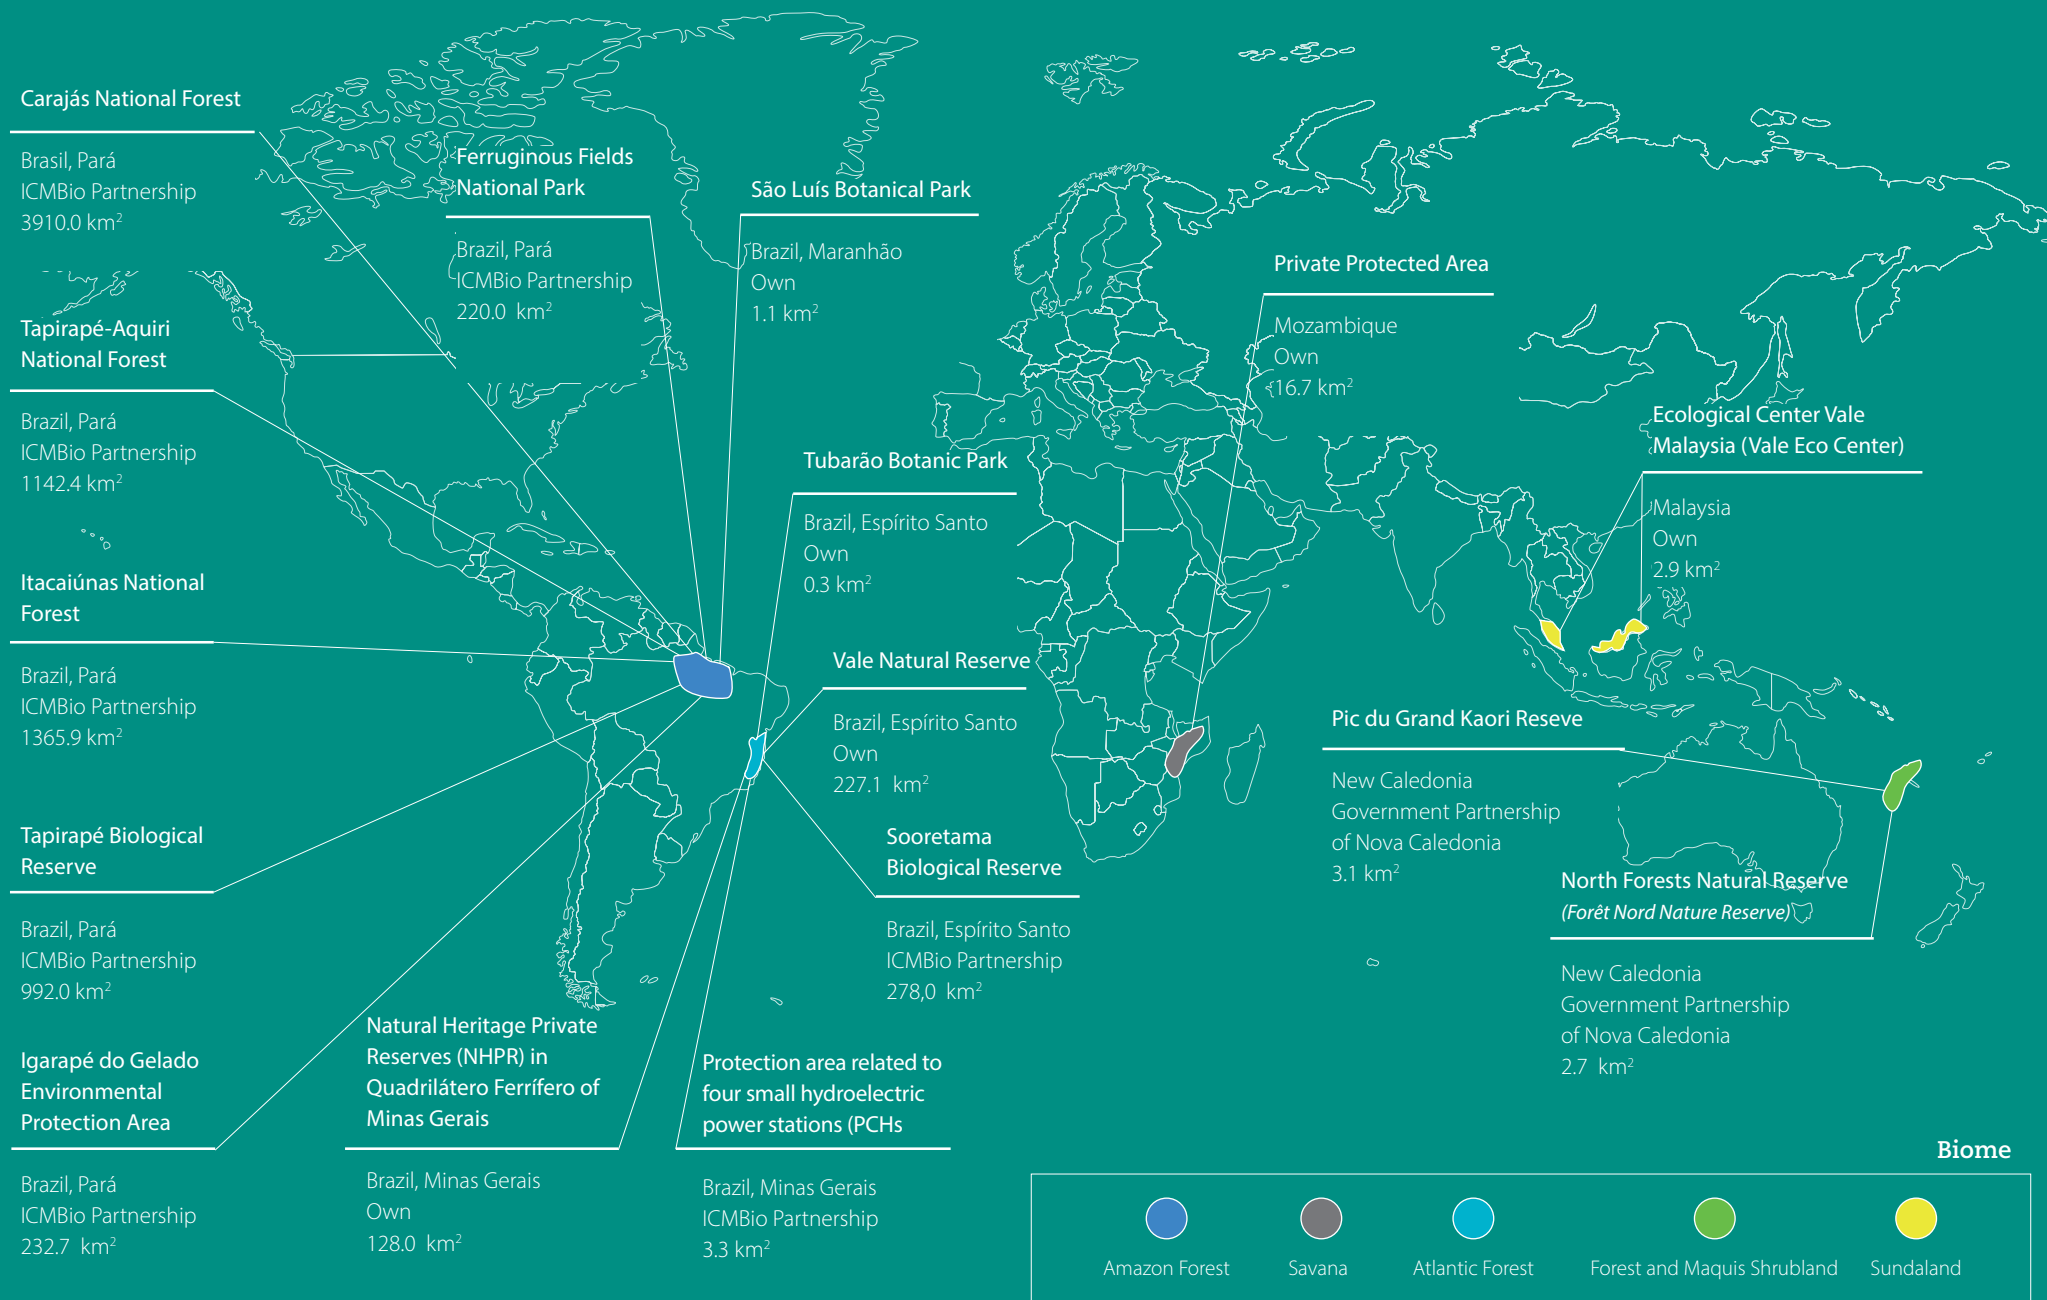 Carajás National Forest
Brasil, Pará
ICMBio Partnership
3910.0 km²
Ferruginous Fields
National Park
Brazil, Pará
ICMBio Partnership
220.0 km²
São Luís Botanical Park
Brazil, Maranhão
Own
1.1 km²
Private Protected Area
Mozambique
Own
16.7 km²
Tapirapé-Aquiri
National Forest
Brazil, Pará
ICMBio Partnership
1142.4 km²
Ecological Center Vale
Malaysia (Vale Eco Center)
Malaysia
Own
2.9 km²
Tubarão Botanic Park
Brazil, Espírito Santo
Own
0.3 km²
Itacaiúnas National
Forest
Brazil, Pará
ICMBio Partnership
1365.9 km²
Vale Natural Reserve
Brazil, Espírito Santo
Own
227.1 km²
Pic du Grand Kaori Reseve
New Caledonia
Government Partnership
of Nova Caledonia
3.1 km²
Tapirapé Biological
Reserve
Brazil, Pará
ICMBio Partnership
992.0 km²
Sooretama
Biological Reserve
Brazil, Espírito Santo
ICMBio Partnership
278,0 km²
North Forests Natural Reserve
(Forêt Nord Nature Reserve)
New Caledonia
Government Partnership
of Nova Caledonia
2.7 km²
Igarapé do Gelado
Environmental
Protection Area
Brazil, Pará
ICMBio Partnership
232.7 km²
Natural Heritage Private
Reserves (NHPR) in
Quadrilátero Ferrífero of
Minas Gerais
Brazil, Minas Gerais
Own
128.0 km²
Protection area related to
four small hydroelectric
power stations (PCHs
Brazil, Minas Gerais
ICMBio Partnership
3.3 km²
Biome
Amazon Forest
Savana
Atlantic Forest
Forest and Maquis Shrubland
Sundaland